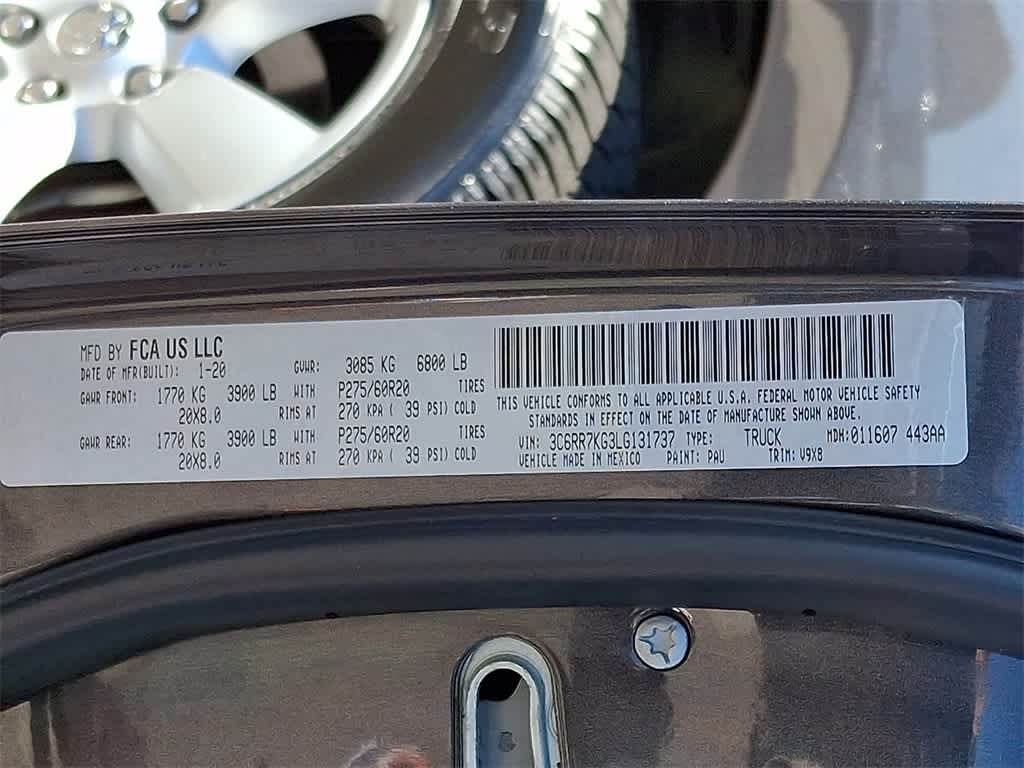 MFD BY FCA US LLC
DATE OF MFR(BUILT): 1-20 GVWR: 3085 KG 6800 LB
GAWR FRONT: 1770 KG 3900 LB WITH P275/60R20 TIRES
20X8.0 RIMS AT 270 KPA ( 39 PSI) COLD
GAWR REAR: 1770 KG 3900 LB WITH P275/60R20 TIRES
20X8.0 RIMS AT 270 KPA ( 39 PSI) COLD
THIS VEHICLE CONFORMS TO ALL APPLICABLE U.S.A. FEDERAL MOTOR VEHICLE SAFETY
STANDARDS IN EFFECT ON THE DATE OF MANUFACTURE SHOWN ABOVE.
VIN: 3C6RR7KG3LG131737 TYPE: TRUCK MDH:011607 443AA
VEHICLE MADE IN MEXICO PAINT: PAU TRIM: V9X8